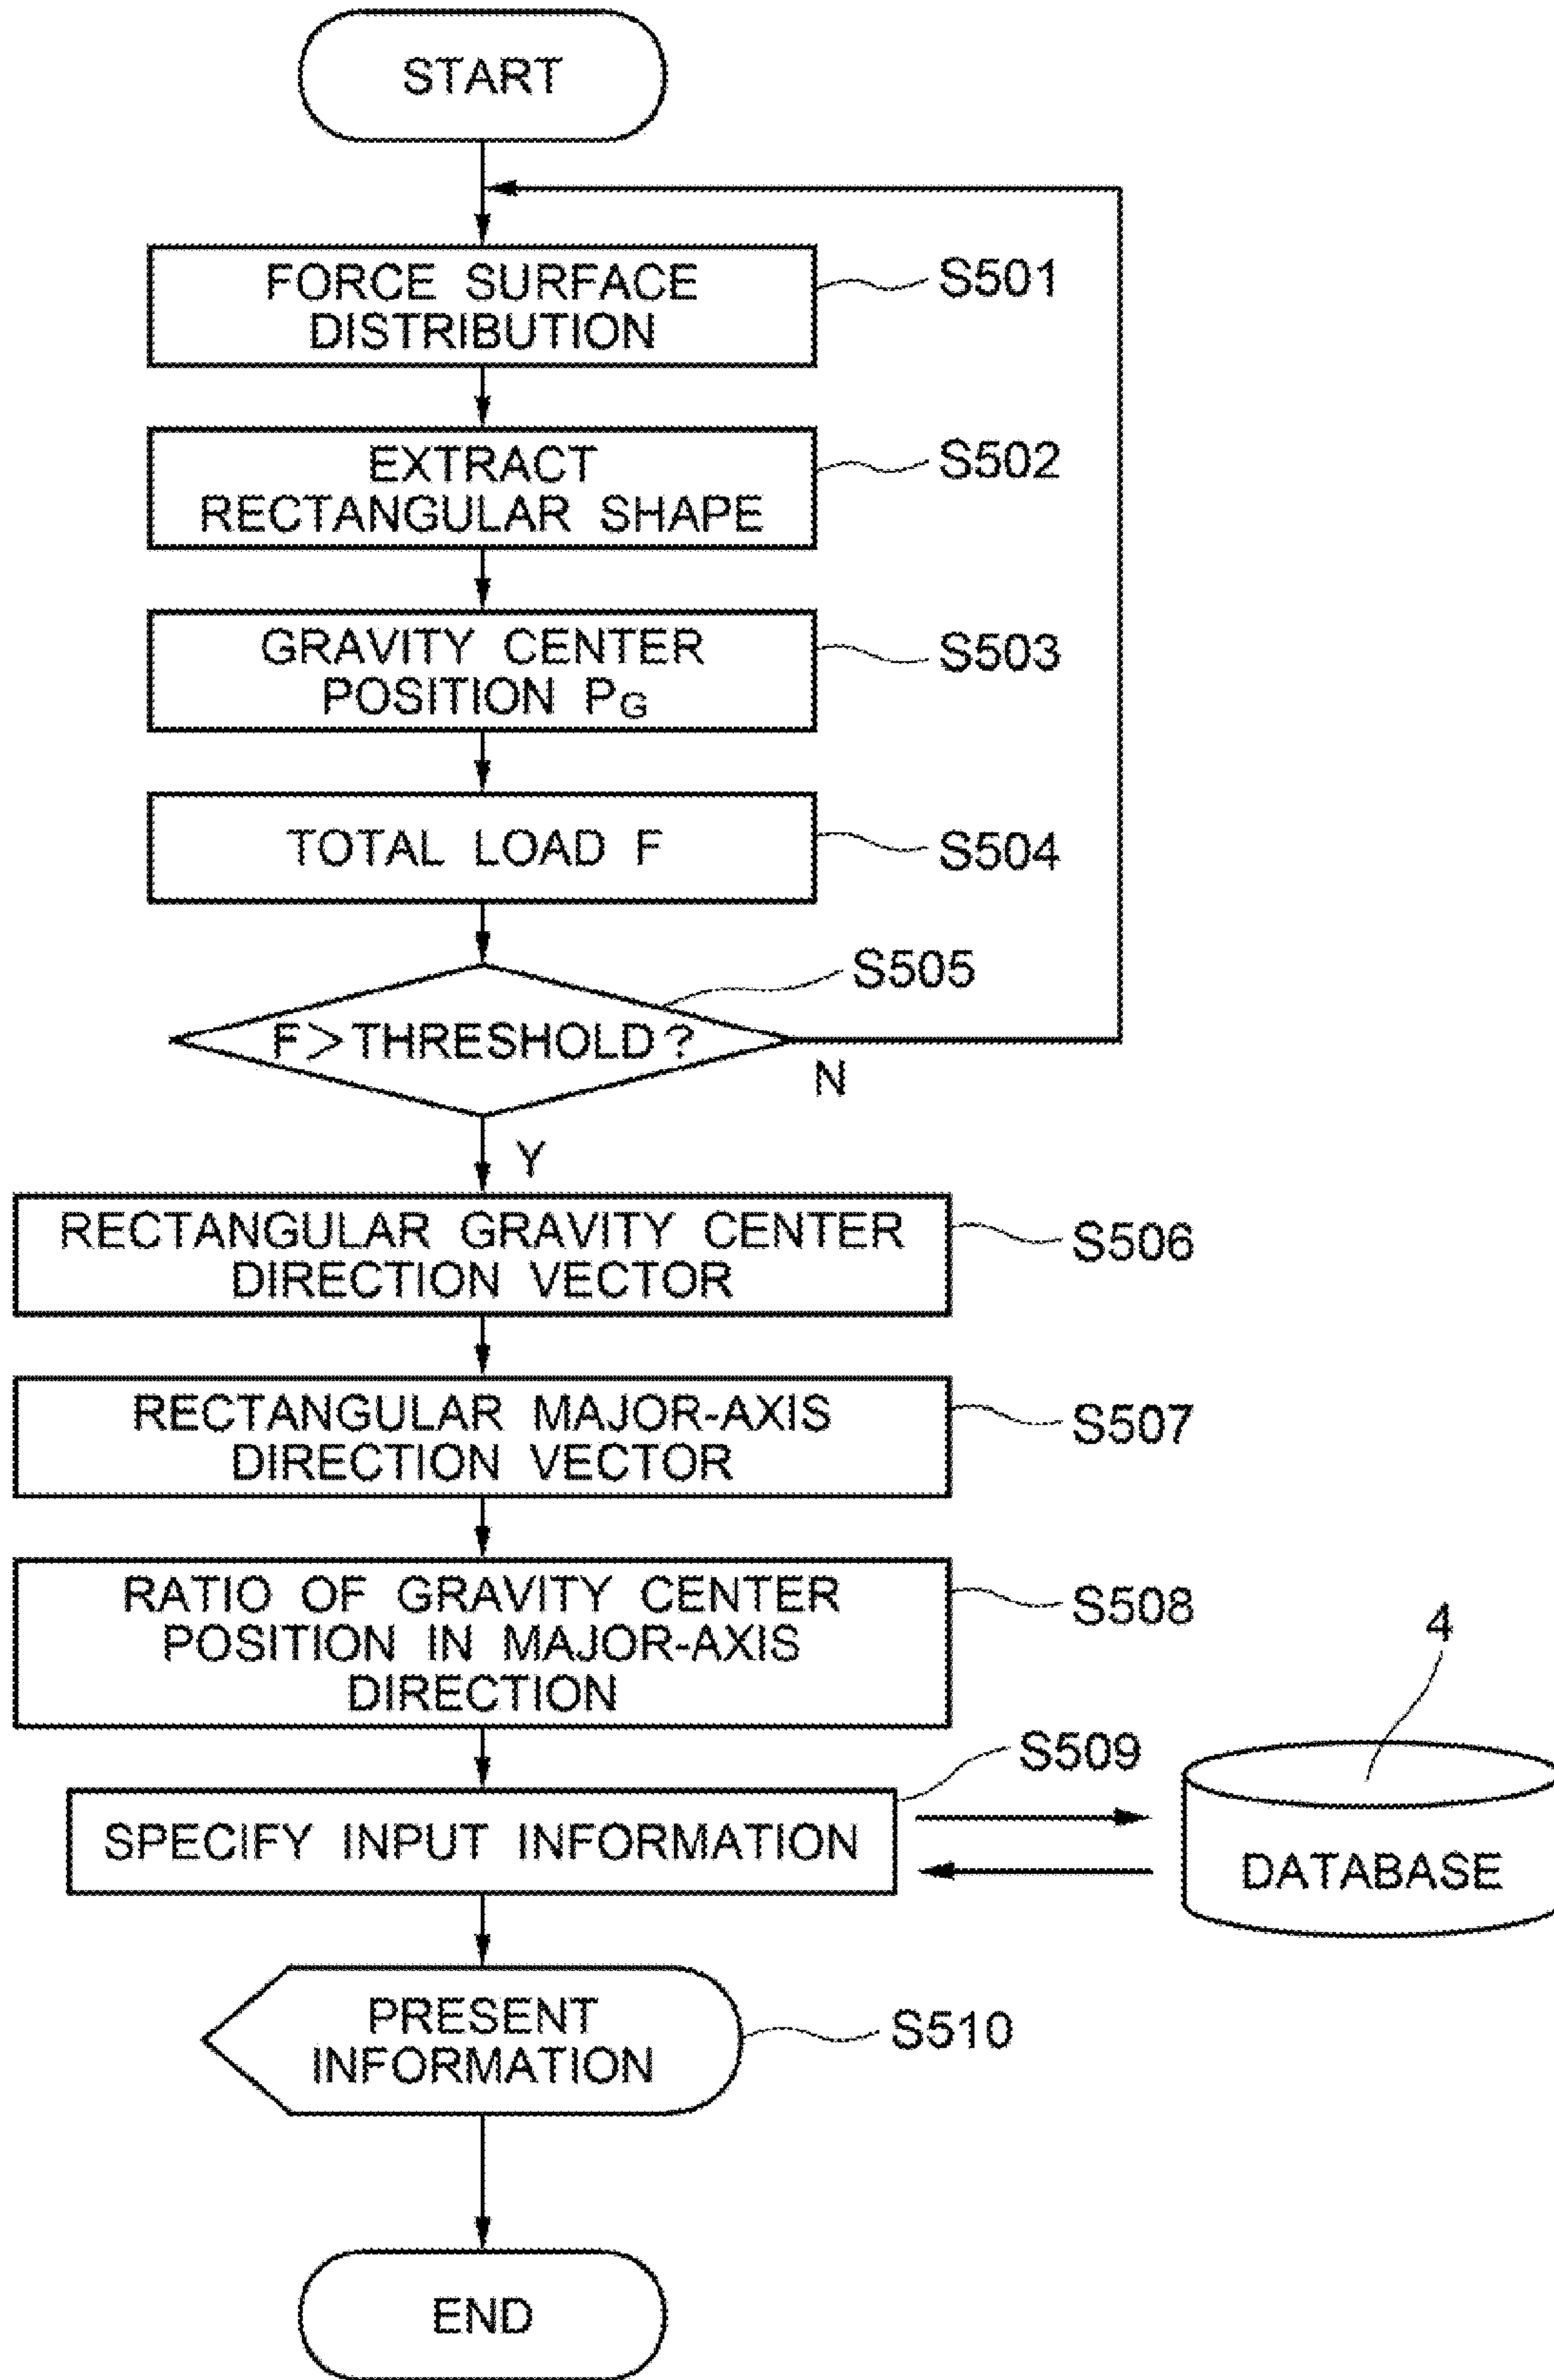 START
FORCE SURFACE
DISTRIBUTION
S501
EXTRACT
RECTANGULAR SHAPE
S502
GRAVITY CENTER
POSITION PG
S503
TOTAL LOAD F
S504
S505
F>THRESHOLD?
N
Y
RECTANGULAR GRAVITY CENTER
DIRECTION VECTOR
S506
RECTANGULAR MAJOR-AXIS
DIRECTION VECTOR
S507
RATIO OF GRAVITY CENTER
POSITION IN MAJOR-AXIS
DIRECTION
S508
4
S509
SPECIFY INPUT INFORMATION
DATABASE
PRESENT
INFORMATION
S510
END